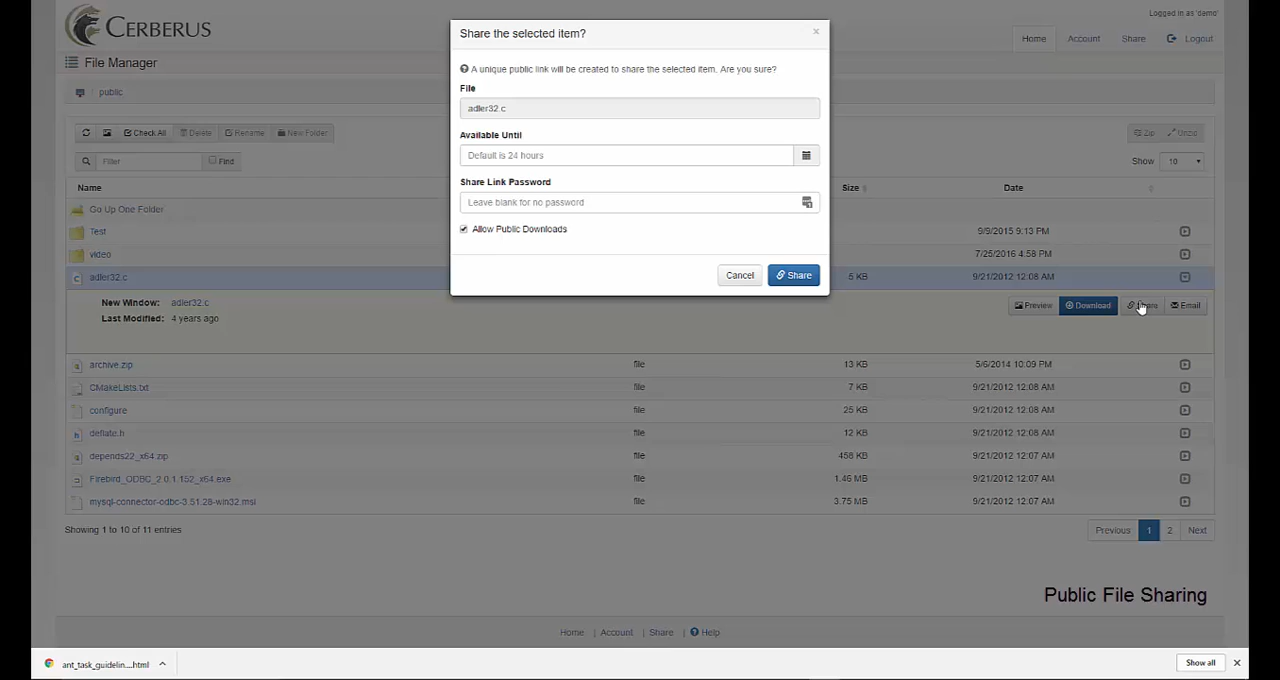 CERBERUS
Logged in as 'demo'
Home Account Share Logout
File Manager
public
Check All Delete Rename New Folder
Zip Unzip
Filter Find
Show 10
Name Size Date
Go Up One Folder
Test 9/9/2015 9:13 PM
video 7/25/2016 4:58 PM
adler32.c 5 KB 9/21/2012 12:08 AM
New Window: adler32.c
Last Modified: 4 years ago
Preview Download Share Email
archive.zip file 13 KB 5/6/2014 10:09 PM
CMakeLists.txt file 7 KB 9/21/2012 12:08 AM
configure file 25 KB 9/21/2012 12:08 AM
deflate.h file 12 KB 9/21/2012 12:08 AM
depends22_x64.zip file 458 KB 9/21/2012 12:07 AM
Firebird_ODBC_2.0.1.152_x64.exe file 1.46 MB 9/21/2012 12:07 AM
mysql-connector-odbc-3.51.28-win32.msi file 3.75 MB 9/21/2012 12:07 AM
Showing 1 to 10 of 11 entries
Previous 1 2 Next
Share the selected item? ×
A unique public link will be created to share the selected item. Are you sure?
File
adler32.c
Available Until
Default is 24 hours
Share Link Password
Leave blank for no password
Allow Public Downloads
Cancel Share
Public File Sharing
Home | Account | Share | Help
ant_task_guidelin....html
Show all